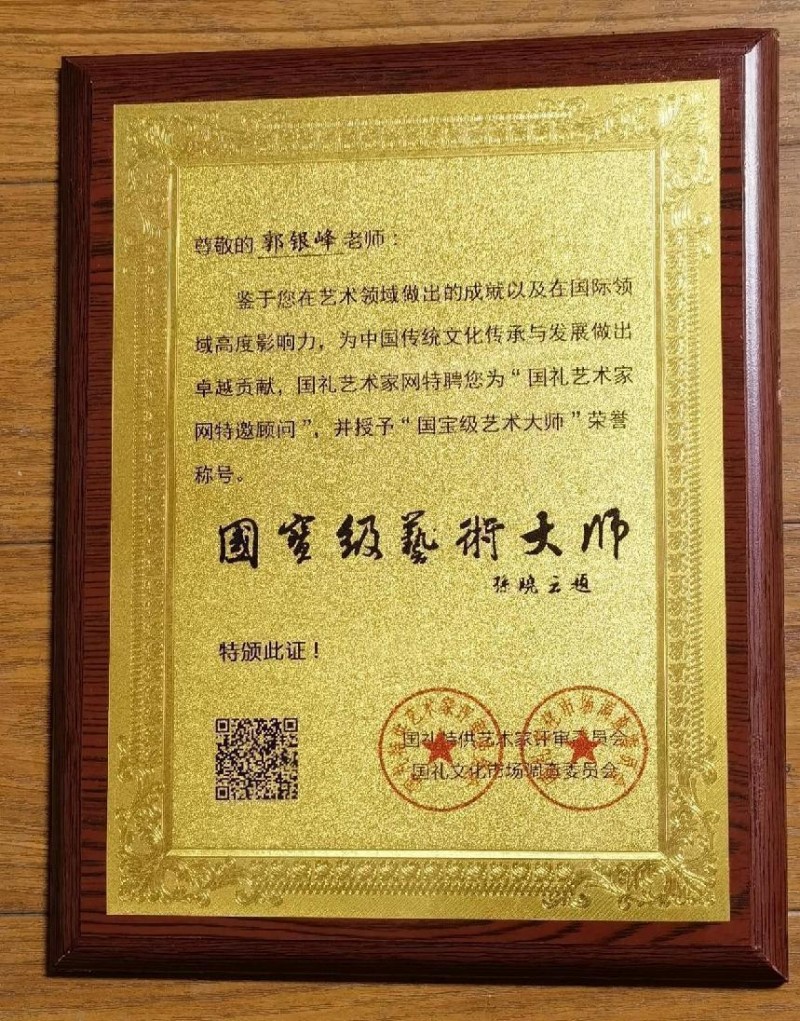 尊敬的 郭银峰 老师：
鉴于您在艺术领域做出的成就以及在国际领
域高度影响力，为中国传统文化传承与发展做出
卓越贡献，国礼艺术家网特聘您为“国礼艺术家
网特邀顾问”，并授予“国宝级艺术大师”荣誉
称号。
國寳级藝術大师
孙晓云题
特颁此证！
国礼特供艺术家评审委员会
国礼文化市场调查委员会